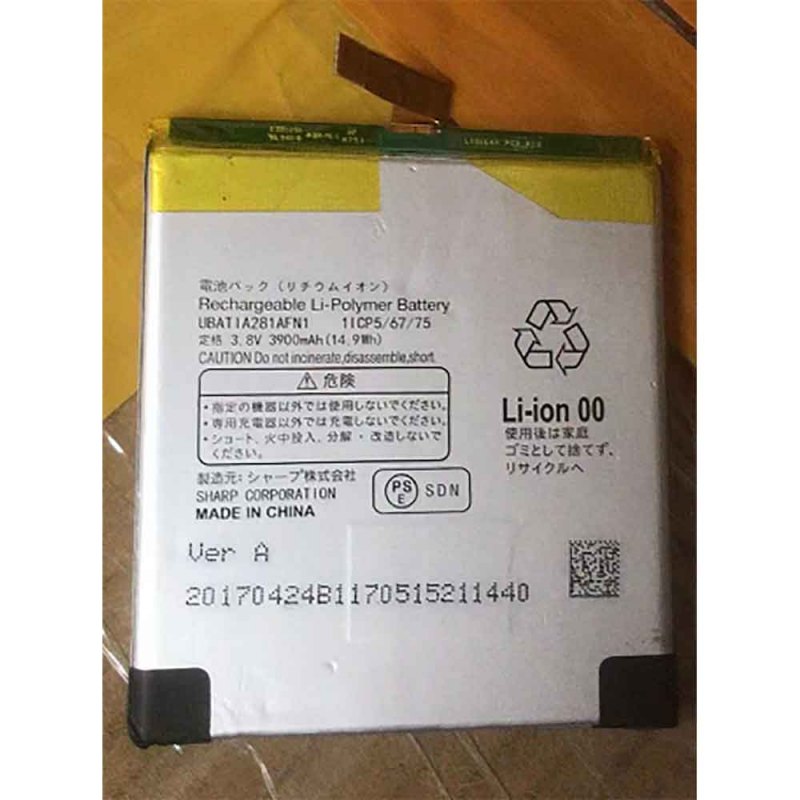 電池パック（リチウムイオン）
Rechargeable Li-Polymer Battery
UBATIA281AFN1 1ICP5/67/75
定格 3.8V 3900mAh(14.9Wh)
CAUTION Do not incinerate,disassemble,short.
⚠ 危険
・指定の機器以外では使用しないでください。
・専用充電器以外では充電しないでください。
・ショート、火中投入、分解・改造しないで
ください。
製造元: シャープ株式会社
SHARP CORPORATION
MADE IN CHINA
PS
E
SDN
Li-ion 00
使用後は家庭
ゴミとして捨てず、
リサイクルへ
Ver A
20170424B1170515211440